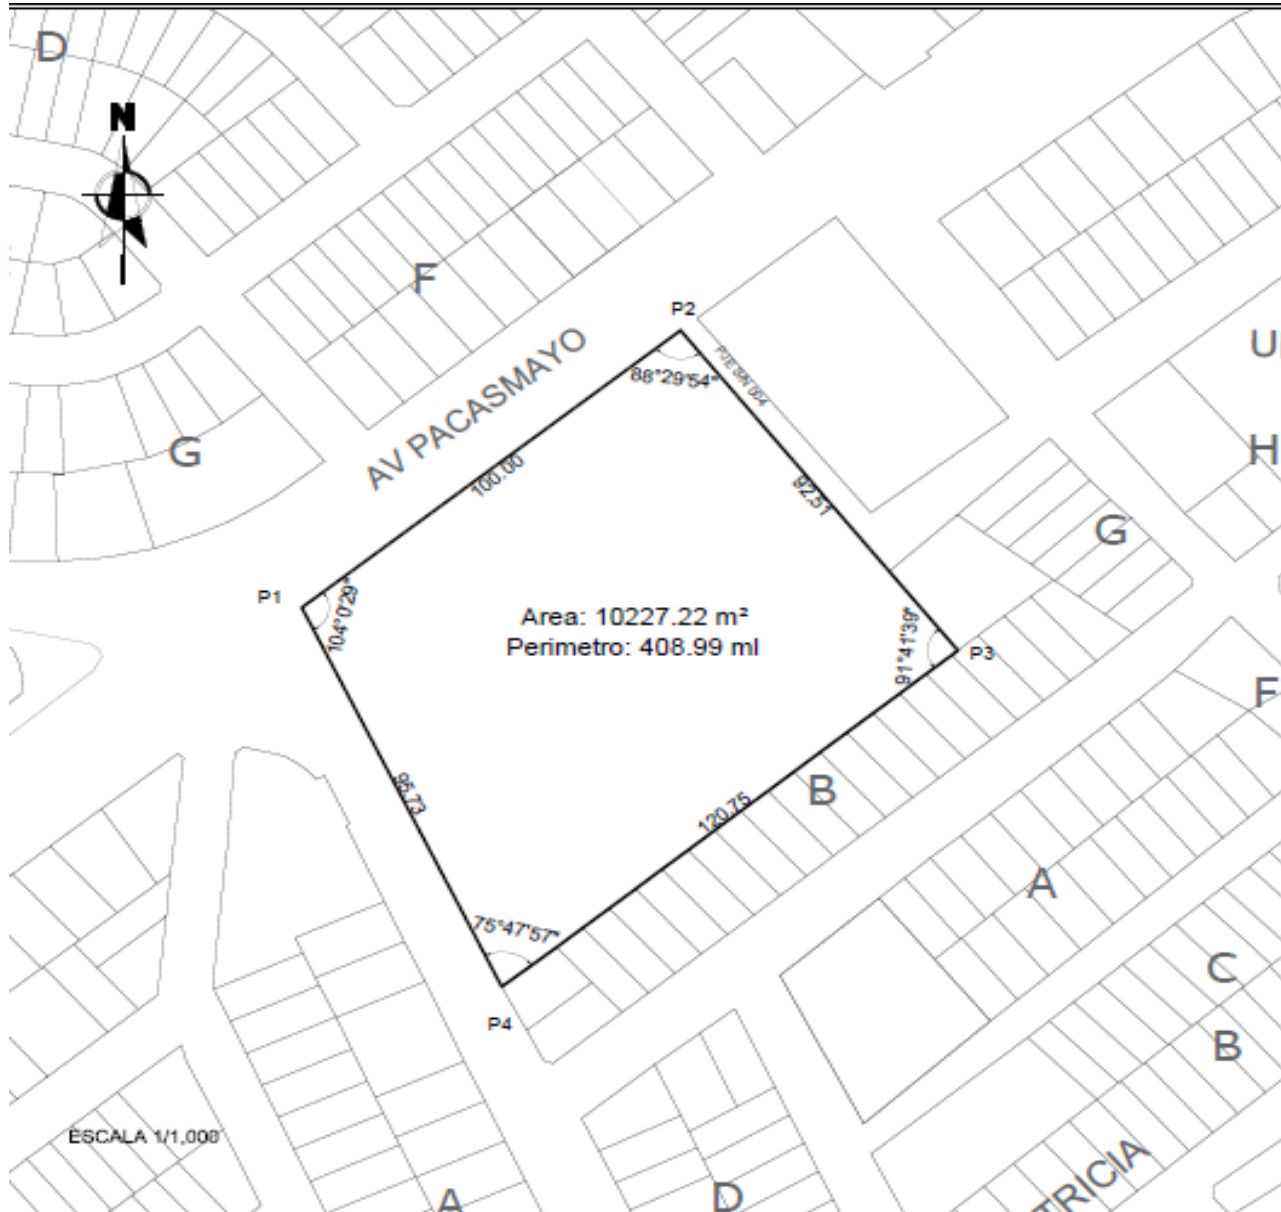 D
N
F
P2
AV PACASMAYO
88°29'54"
PJE S/N 004
U
G
100.00
92.51
H
G
P1
104°0'29"
Area: 10227.22 m²
Perimetro: 408.99 ml
91°41'39"
P3
F
95.73
120.75
B
A
75°47'57"
P4
C
B
ESCALA 1/1,000
A
D
TRICIA